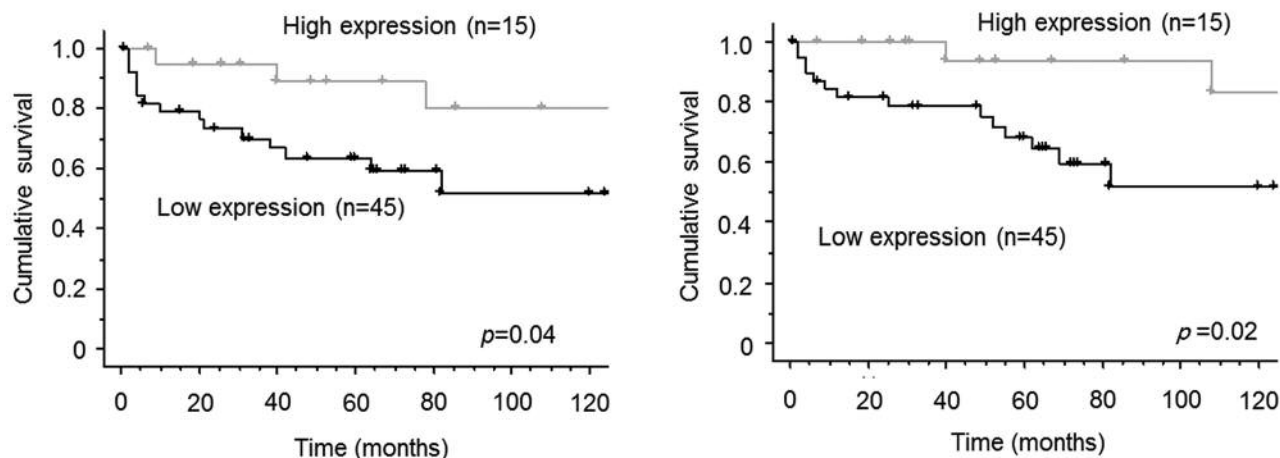 High expression (n=15)
1.0
0.8
0.6
0.4
0.2
0
Cumulative survival
Low expression (n=45)
p=0.04
0 20 40 60 80 100 120
Time (months)
High expression (n=15)
1.0
0.8
0.6
0.4
0.2
0
Cumulative survival
Low expression (n=45)
p=0.02
0 20 40 60 80 100 120
Time (months)